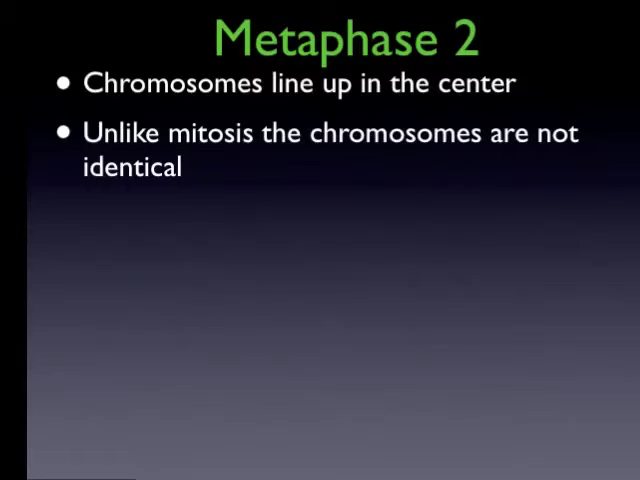 Metaphase 2
• Chromosomes line up in the center
• Unlike mitosis the chromosomes are not
identical